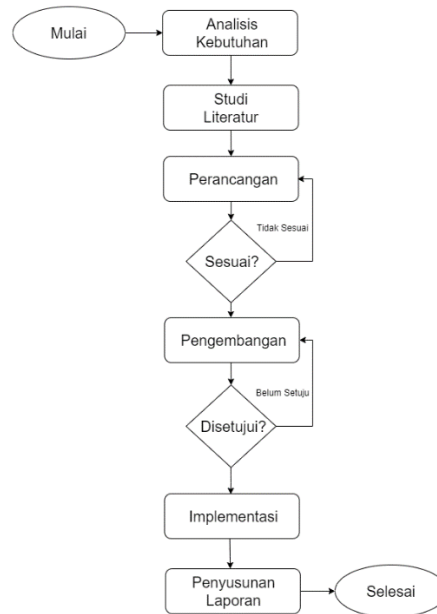 Mulai
Analisis
Kebutuhan
Studi
Literatur
Perancangan
Tidak Sesuai
Sesuai?
Pengembangan
Belum Setuju
Disetujui?
Implementasi
Penyusunan
Laporan
Selesai